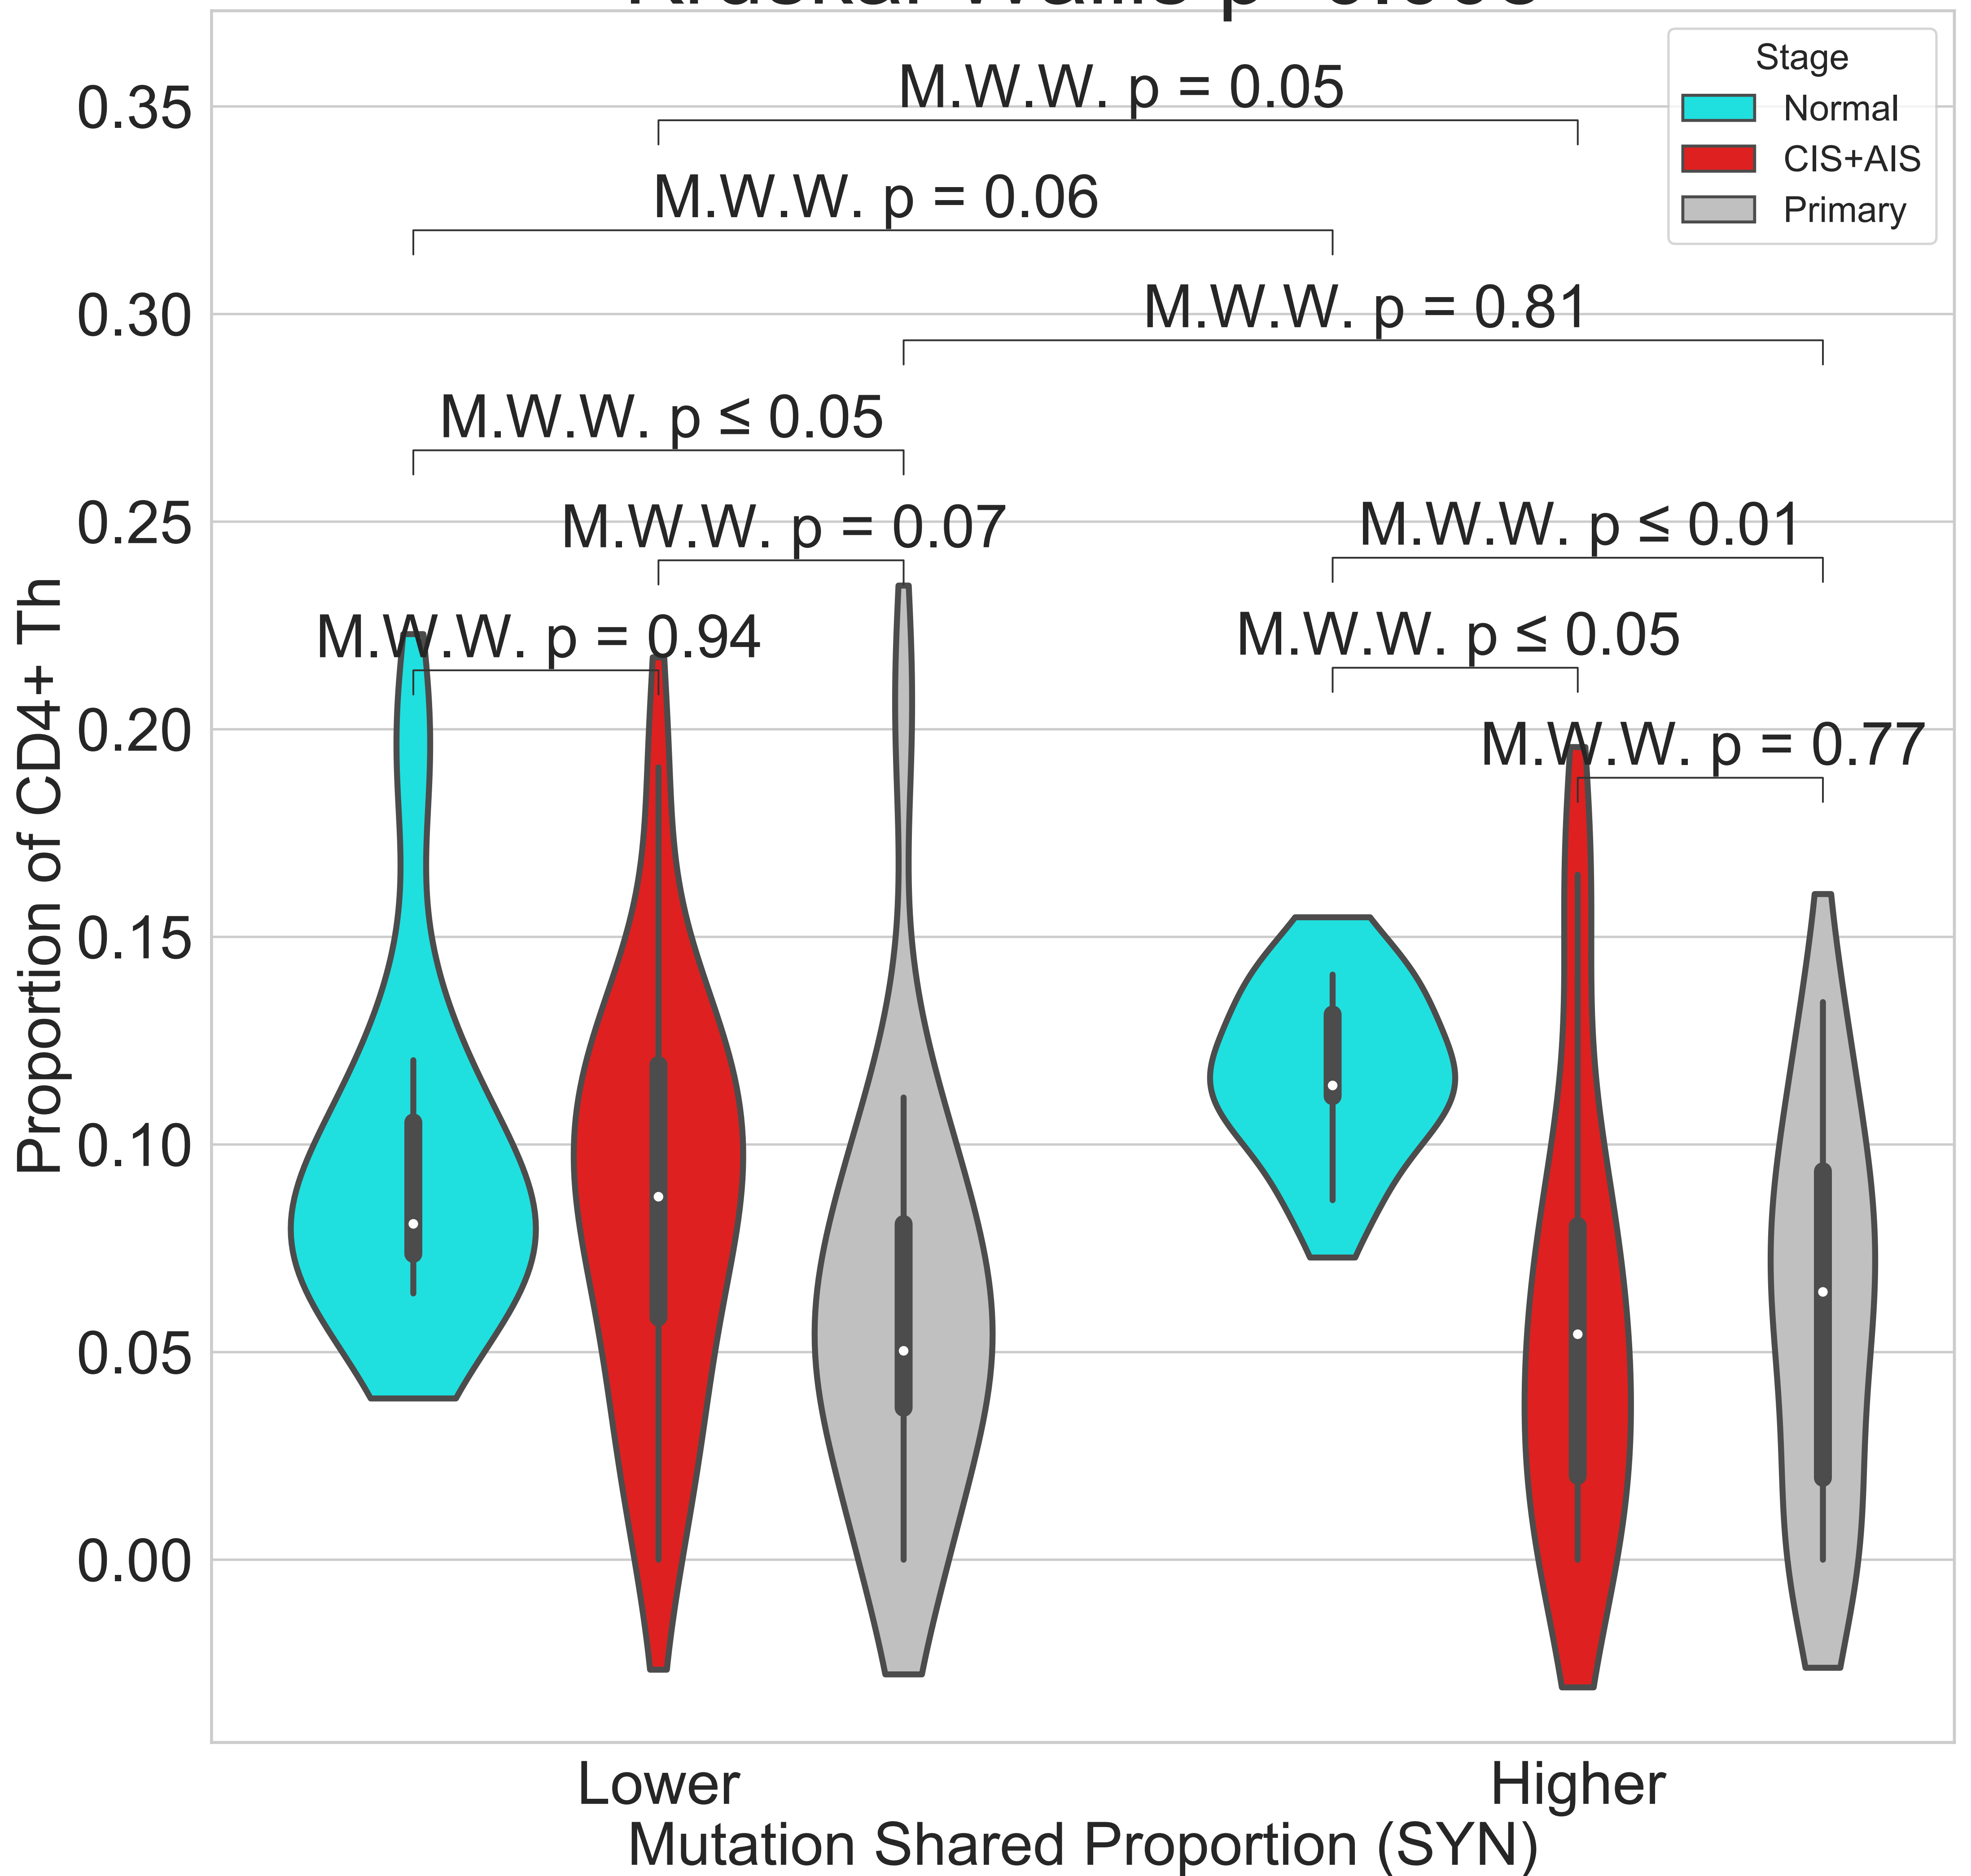 Stage
Normal
CIS+AIS
Primary
M.W.W. p = 0.05
M.W.W. p = 0.06
M.W.W. p = 0.81
M.W.W. p ≤ 0.05
M.W.W. p = 0.07
M.W.W. p ≤ 0.01
M.W.W. p = 0.94
M.W.W. p ≤ 0.05
M.W.W. p = 0.77
0.35
0.30
0.25
0.20
0.15
0.10
0.05
0.00
Proportion of CD4+ Th
Lower
Higher
Mutation Shared Proportion (SYN)